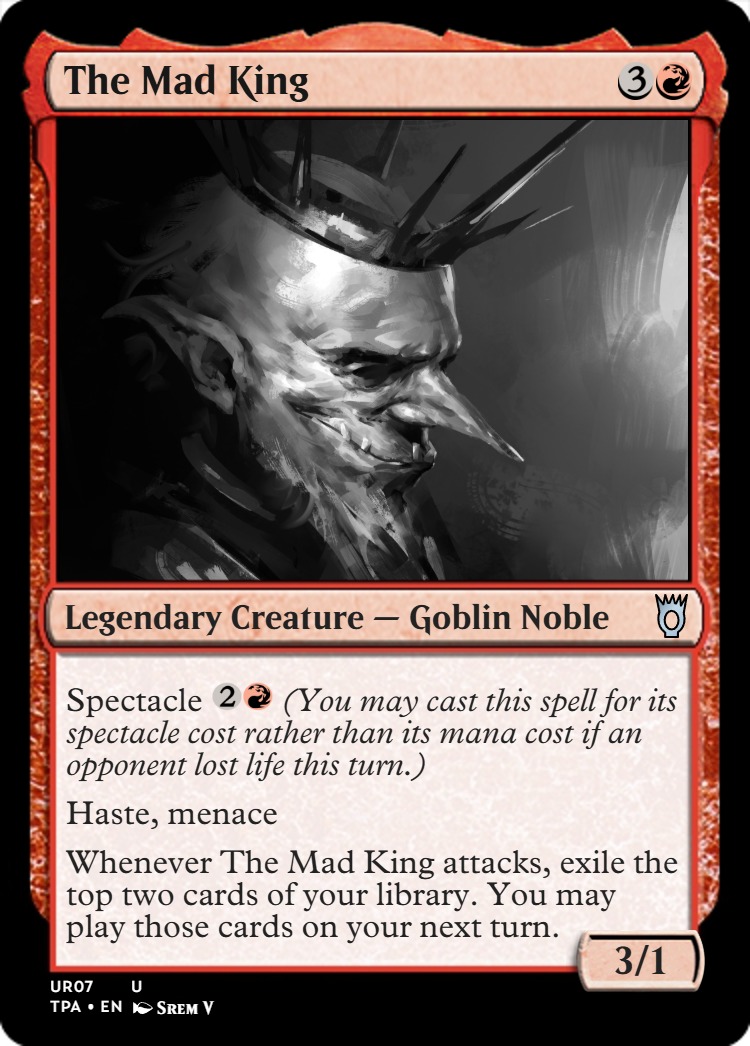 The Mad King 3
Legendary Creature — Goblin Noble
Spectacle 2 (You may cast this spell for its
spectacle cost rather than its mana cost if an
opponent lost life this turn.)
Haste, menace
Whenever The Mad King attacks, exile the
top two cards of your library. You may
play those cards on your next turn.
3/1
UR07 U
TPA • EN Srem V